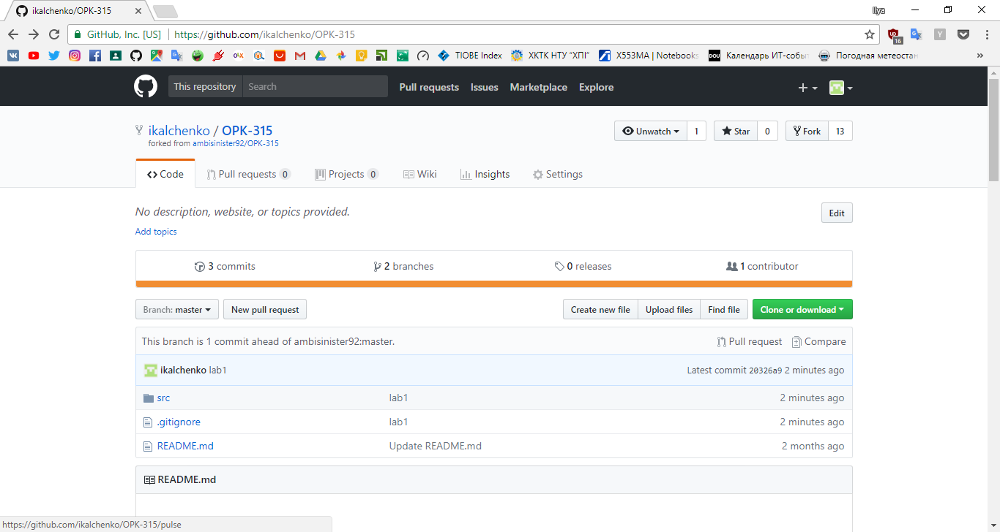 ikalchenko/OPK-315
Ilya
GitHub, Inc. [US] https://github.com/ikalchenko/OPK-315
16
TIOBE Index ХКТК НТУ "ХПІ" X553MA | Notebooks DOU Календарь ИТ-событ Погодная метеостан
This repository Search Pull requests Issues Marketplace Explore
ikalchenko / OPK-315 Unwatch 1 Star 0 Fork 13
forked from ambisinister92/OPK-315
Code Pull requests 0 Projects 0 Wiki Insights Settings
No description, website, or topics provided. Edit
Add topics
3 commits 2 branches 0 releases 1 contributor
Branch: master New pull request Create new file Upload files Find file Clone or download
This branch is 1 commit ahead of ambisinister92:master. Pull request Compare
ikalchenko lab1 Latest commit 20326a9 2 minutes ago
src lab1 2 minutes ago
.gitignore lab1 2 minutes ago
README.md Update README.md 2 months ago
README.md
https://github.com/ikalchenko/OPK-315/pulse